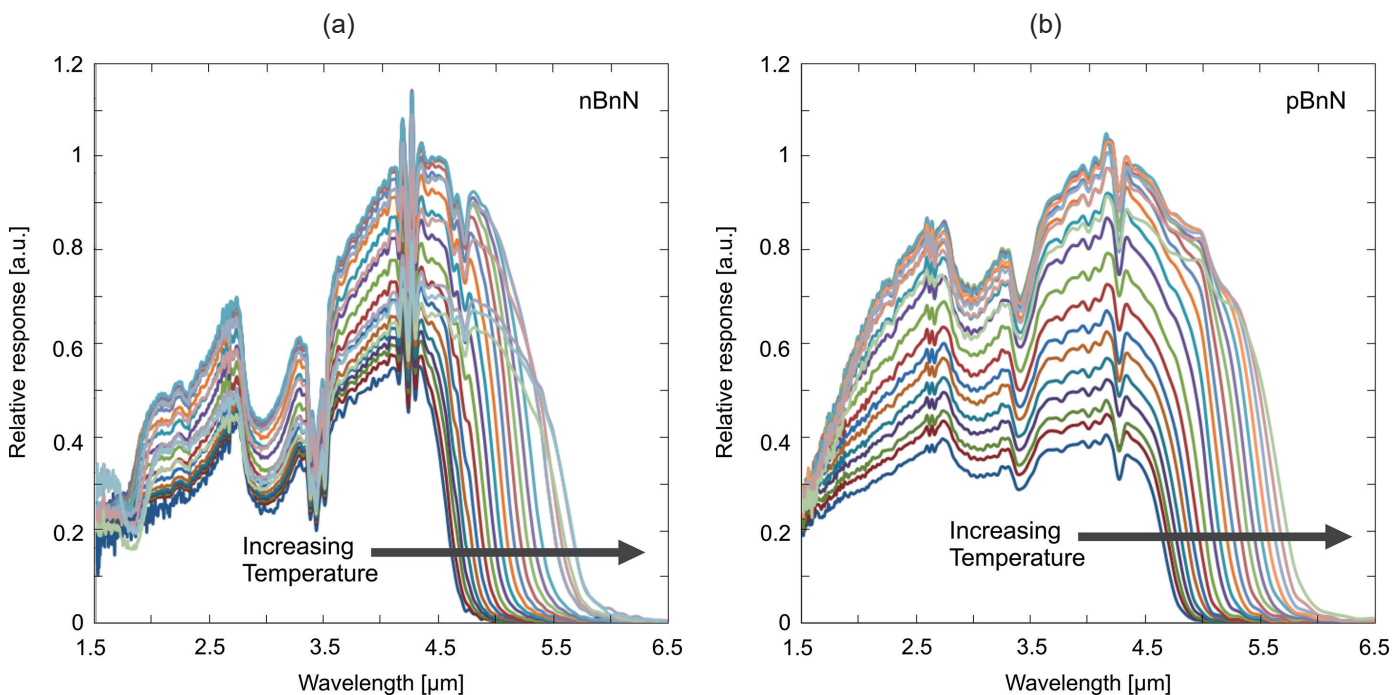 (a)
1.2
1
0.8
0.6
0.4
0.2
0
Relative response [a.u.]
nBnN
Increasing
Temperature
1.5
2.5
3.5
4.5
5.5
6.5
Wavelength [µm]
(b)
1.2
1
0.8
0.6
0.4
0.2
0
Relative response [a.u.]
pBnN
Increasing
Temperature
1.5
2.5
3.5
4.5
5.5
6.5
Wavelength [µm]